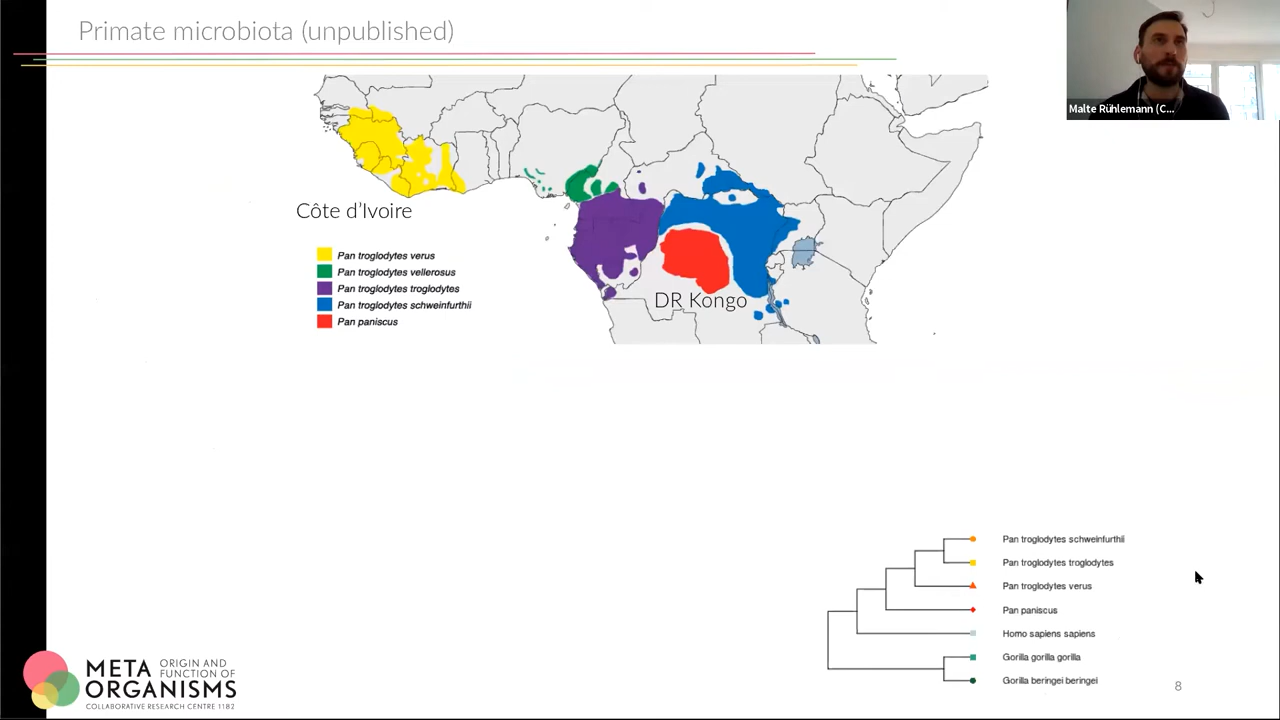 Primate microbiota (unpublished)
Malte Rühlemann (C...
Côte d’Ivoire
Pan troglodytes verus
Pan troglodytes vellerosus
Pan troglodytes troglodytes
Pan troglodytes schweinfurthii
Pan paniscus
DR Kongo
Pan troglodytes schweinfurthii
Pan troglodytes troglodytes
Pan troglodytes verus
Pan paniscus
Homo sapiens sapiens
Gorilla gorilla gorilla
Gorilla beringei beringei
META ORIGIN AND
FUNCTION OF
ORGANISMS
COLLABORATIVE RESEARCH CENTRE 1182
8